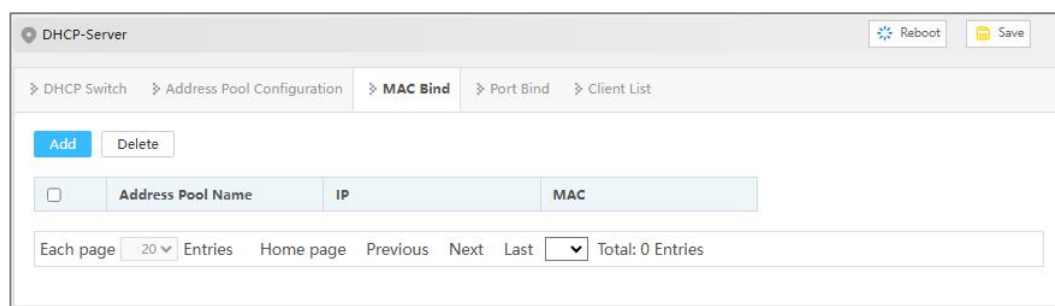 DHCP-Server Reboot Save
DHCP Switch Address Pool Configuration MAC Bind Port Bind Client List
Add Delete
Address Pool Name IP MAC
Each page 20 Entries Home page Previous Next Last Total: 0 Entries